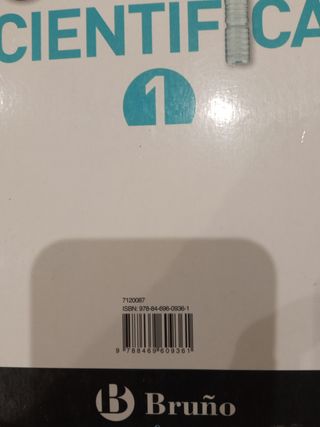 CIENTIFICA
1
7120087
ISBN: 978-84-696-0936-1
9 788469 609361
B Bruño